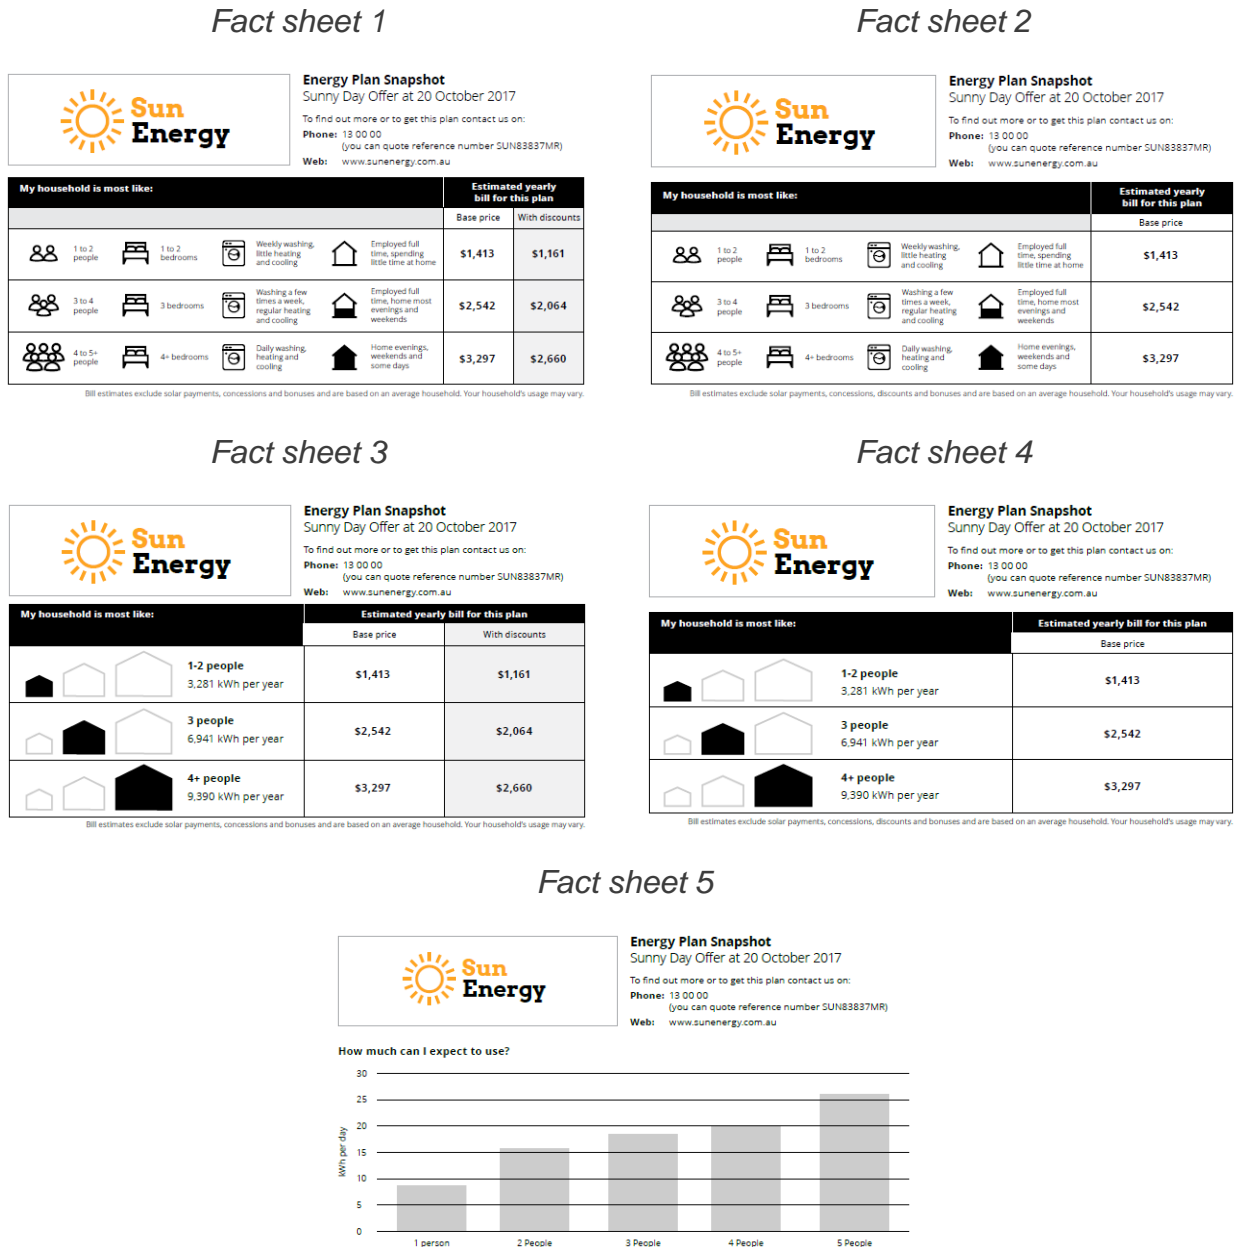 Fact sheet 1
Sun
Energy
Energy Plan Snapshot
Sunny Day Offer at 20 October 2017
To find out more or to get this plan contact us on:
Phone: 13 00 00
(you can quote reference number SUN83837MR)
Web: www.sunenergy.com.au
My household is most like:
Estimated yearly
bill for this plan
Base price
With discounts
1 to 2
people
1 to 2
bedrooms
Weekly washing,
little heating
and cooling
Employed full
time, spending
little time at home
$1,413
$1,161
3 to 4
people
3 bedrooms
Washing a few
times a week,
regular heating
and cooling
Employed full
time, home most
evenings and
weekends
$2,542
$2,064
4 to 5+
people
4+ bedrooms
Daily washing,
heating and
cooling
Home evenings,
weekends and
some days
$3,297
$2,660
Bill estimates exclude solar payments, concessions and bonuses and are based on an average household. Your household's usage may vary.
Fact sheet 2
Sun
Energy
Energy Plan Snapshot
Sunny Day Offer at 20 October 2017
To find out more or to get this plan contact us on:
Phone: 13 00 00
(you can quote reference number SUN83837MR)
Web: www.sunenergy.com.au
My household is most like:
Estimated yearly
bill for this plan
Base price
1 to 2
people
1 to 2
bedrooms
Weekly washing,
little heating
and cooling
Employed full
time, spending
little time at home
$1,413
3 to 4
people
3 bedrooms
Washing a few
times a week,
regular heating
and cooling
Employed full
time, home most
evenings and
weekends
$2,542
4 to 5+
people
4+ bedrooms
Daily washing,
heating and
cooling
Home evenings,
weekends and
some days
$3,297
Bill estimates exclude solar payments, concessions, discounts and bonuses and are based on an average household. Your household's usage may vary.
Fact sheet 3
Sun
Energy
Energy Plan Snapshot
Sunny Day Offer at 20 October 2017
To find out more or to get this plan contact us on:
Phone: 13 00 00
(you can quote reference number SUN83837MR)
Web: www.sunenergy.com.au
My household is most like:
Estimated yearly bill for this plan
Base price
With discounts
1-2 people
3,281 kWh per year
$1,413
$1,161
3 people
6,941 kWh per year
$2,542
$2,064
4+ people
9,390 kWh per year
$3,297
$2,660
Bill estimates exclude solar payments, concessions and bonuses and are based on an average household. Your household's usage may vary.
Fact sheet 4
Sun
Energy
Energy Plan Snapshot
Sunny Day Offer at 20 October 2017
To find out more or to get this plan contact us on:
Phone: 13 00 00
(you can quote reference number SUN83837MR)
Web: www.sunenergy.com.au
My household is most like:
Estimated yearly bill for this plan
Base price
1-2 people
3,281 kWh per year
$1,413
3 people
6,941 kWh per year
$2,542
4+ people
9,390 kWh per year
$3,297
Bill estimates exclude solar payments, concessions, discounts and bonuses and are based on an average household. Your household's usage may vary.
Fact sheet 5
Sun
Energy
Energy Plan Snapshot
Sunny Day Offer at 20 October 2017
To find out more or to get this plan contact us on:
Phone: 13 00 00
(you can quote reference number SUN83837MR)
Web: www.sunenergy.com.au
How much can I expect to use?
kWh per day
30
25
20
15
10
5
0
1 person
2 People
3 People
4 People
5 People